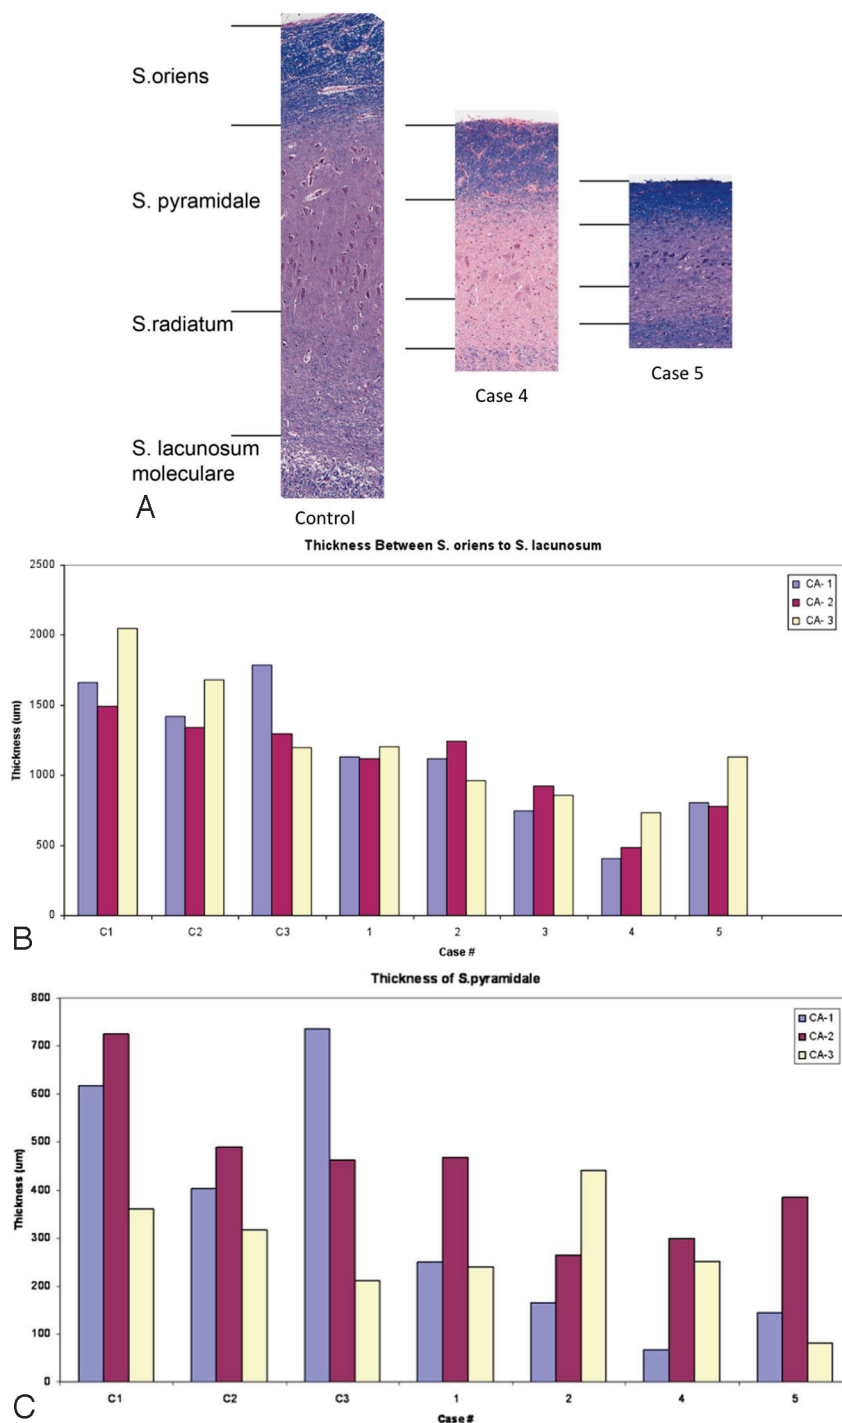 S.oriens
S. pyramidale
S.radiatum
S. lacunosum
moleculare
A
Control
Case 4
Case 5
Thickness Between S. oriens to S. lacunosum
2500
2000
1500
1000
500
0
Thickness (um)
CA- 1
CA- 2
CA- 3
C1 C2 C3 1 2 3 4 5
Case #
B
Thickness of S.pyramidale
800
700
600
500
400
300
200
100
0
Thickness (um)
CA-1
CA-2
CA-3
C1 C2 C3 1 2 4 5
Case #
C